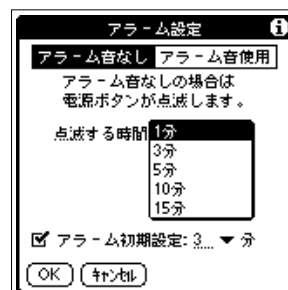 アラーム設定
アラーム音なし アラーム音使用
アラーム音なしの場合は
電源ボタンが点滅します。
点滅する時間 1分
3分
5分
10分
15分
アラーム初期設定: 3... ▼ 分
OK キャンセル